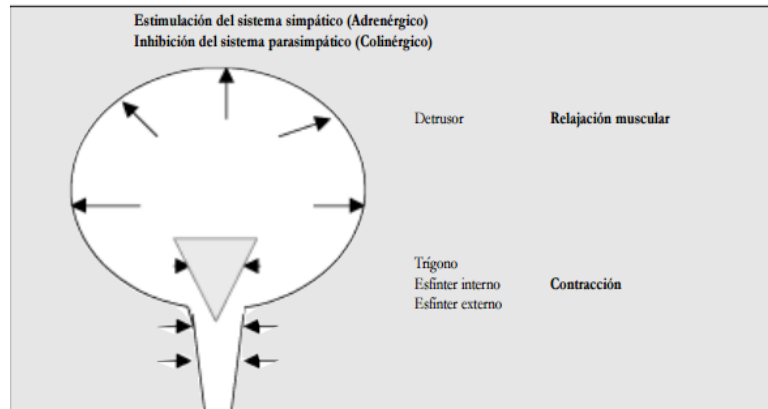 Estimulación del sistema simpático (Adrenérgico)
Inhibición del sistema parasimpático (Colinérgico)
Detrusor
Relajación muscular
Trígono
Esfínter interno
Contracción
Esfínter externo